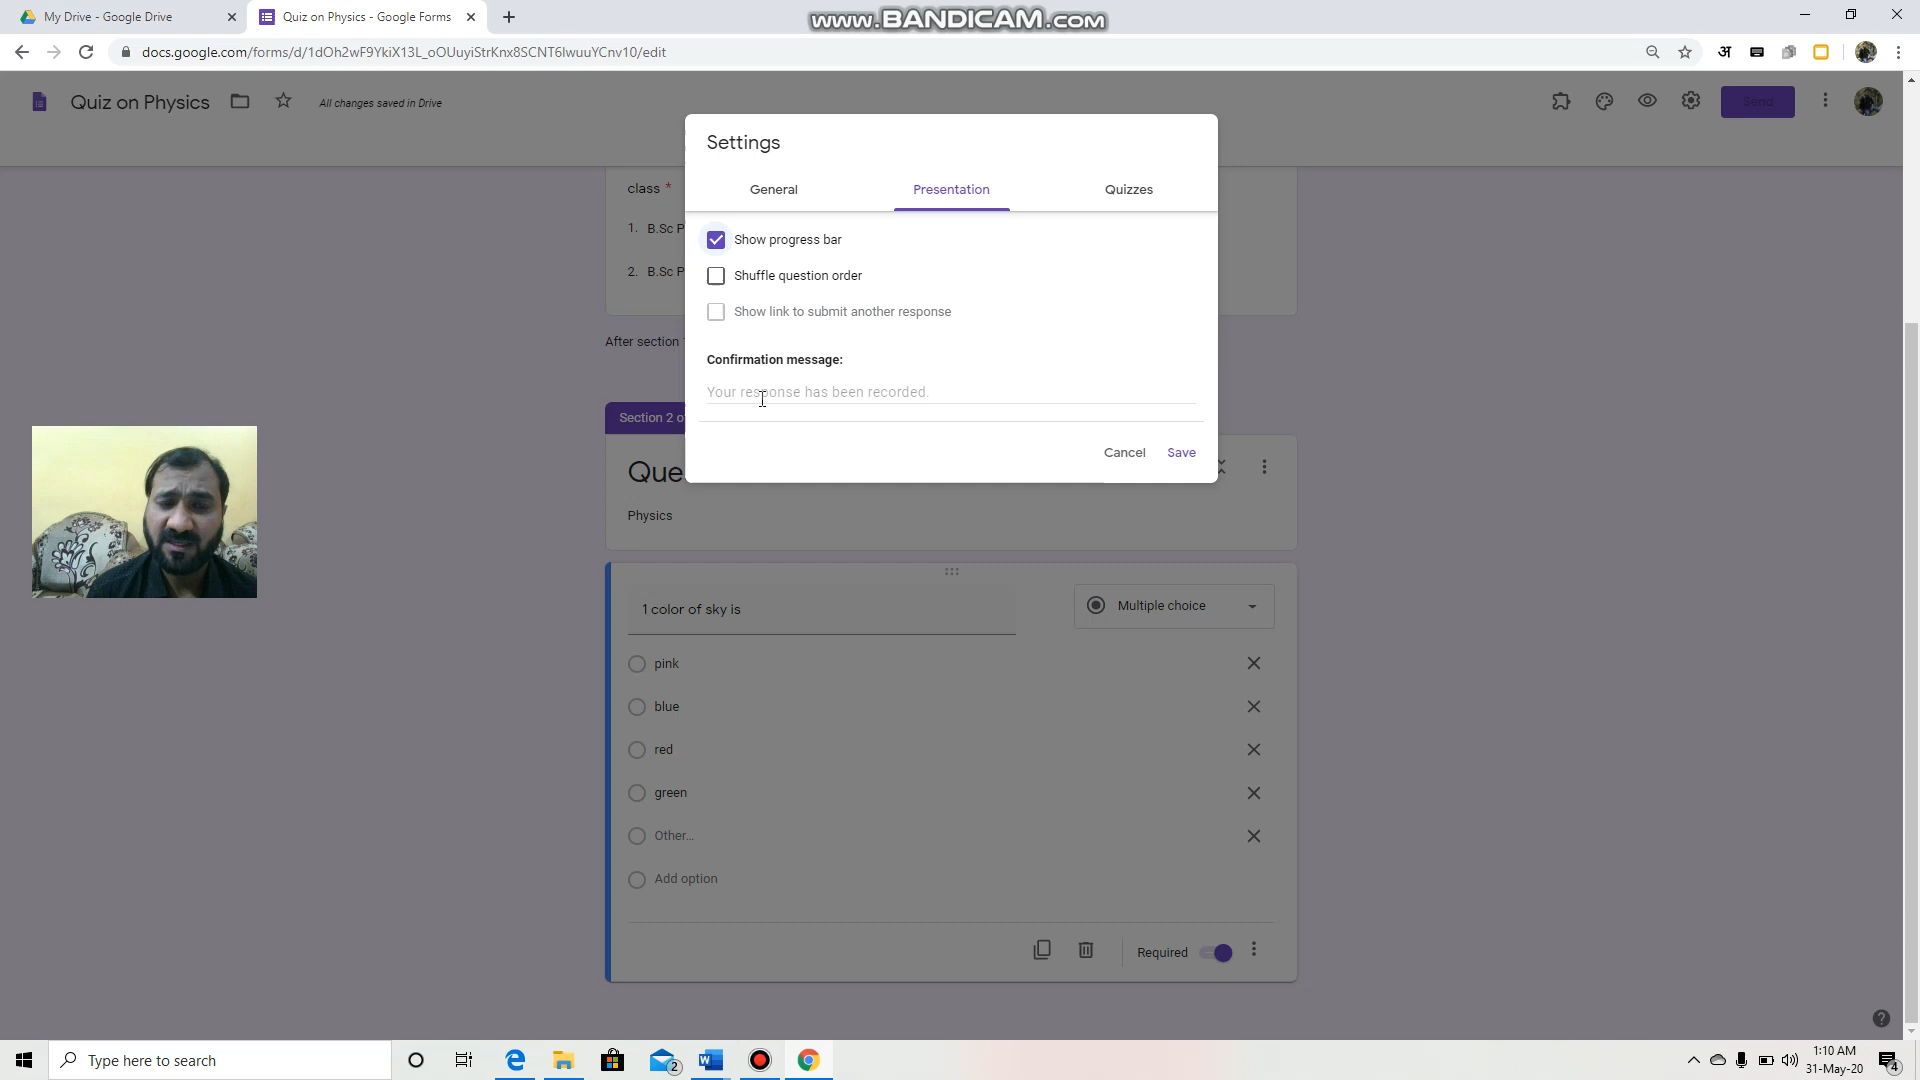 My Drive - Google Drive
Quiz on Physics - Google Forms
www.BANDICAM.COM
docs.google.com/forms/d/1dOh2wF9YkiX13L_oOUuyiStrKnx8SCNT6IwuuYCnv10/edit
अ
Quiz on Physics
All changes saved in Drive
Send
Settings
General
Presentation
Quizzes
class *
1. B.Sc P
2. B.Sc P
Show progress bar
Shuffle question order
Show link to submit another response
After section
Confirmation message:
Your response has been recorded.
Section 2 o
Cancel
Save
Que
Physics
1 color of sky is
Multiple choice
pink
blue
red
green
Other...
Add option
Required
Type here to search
2
1:10 AM
31-May-20
4